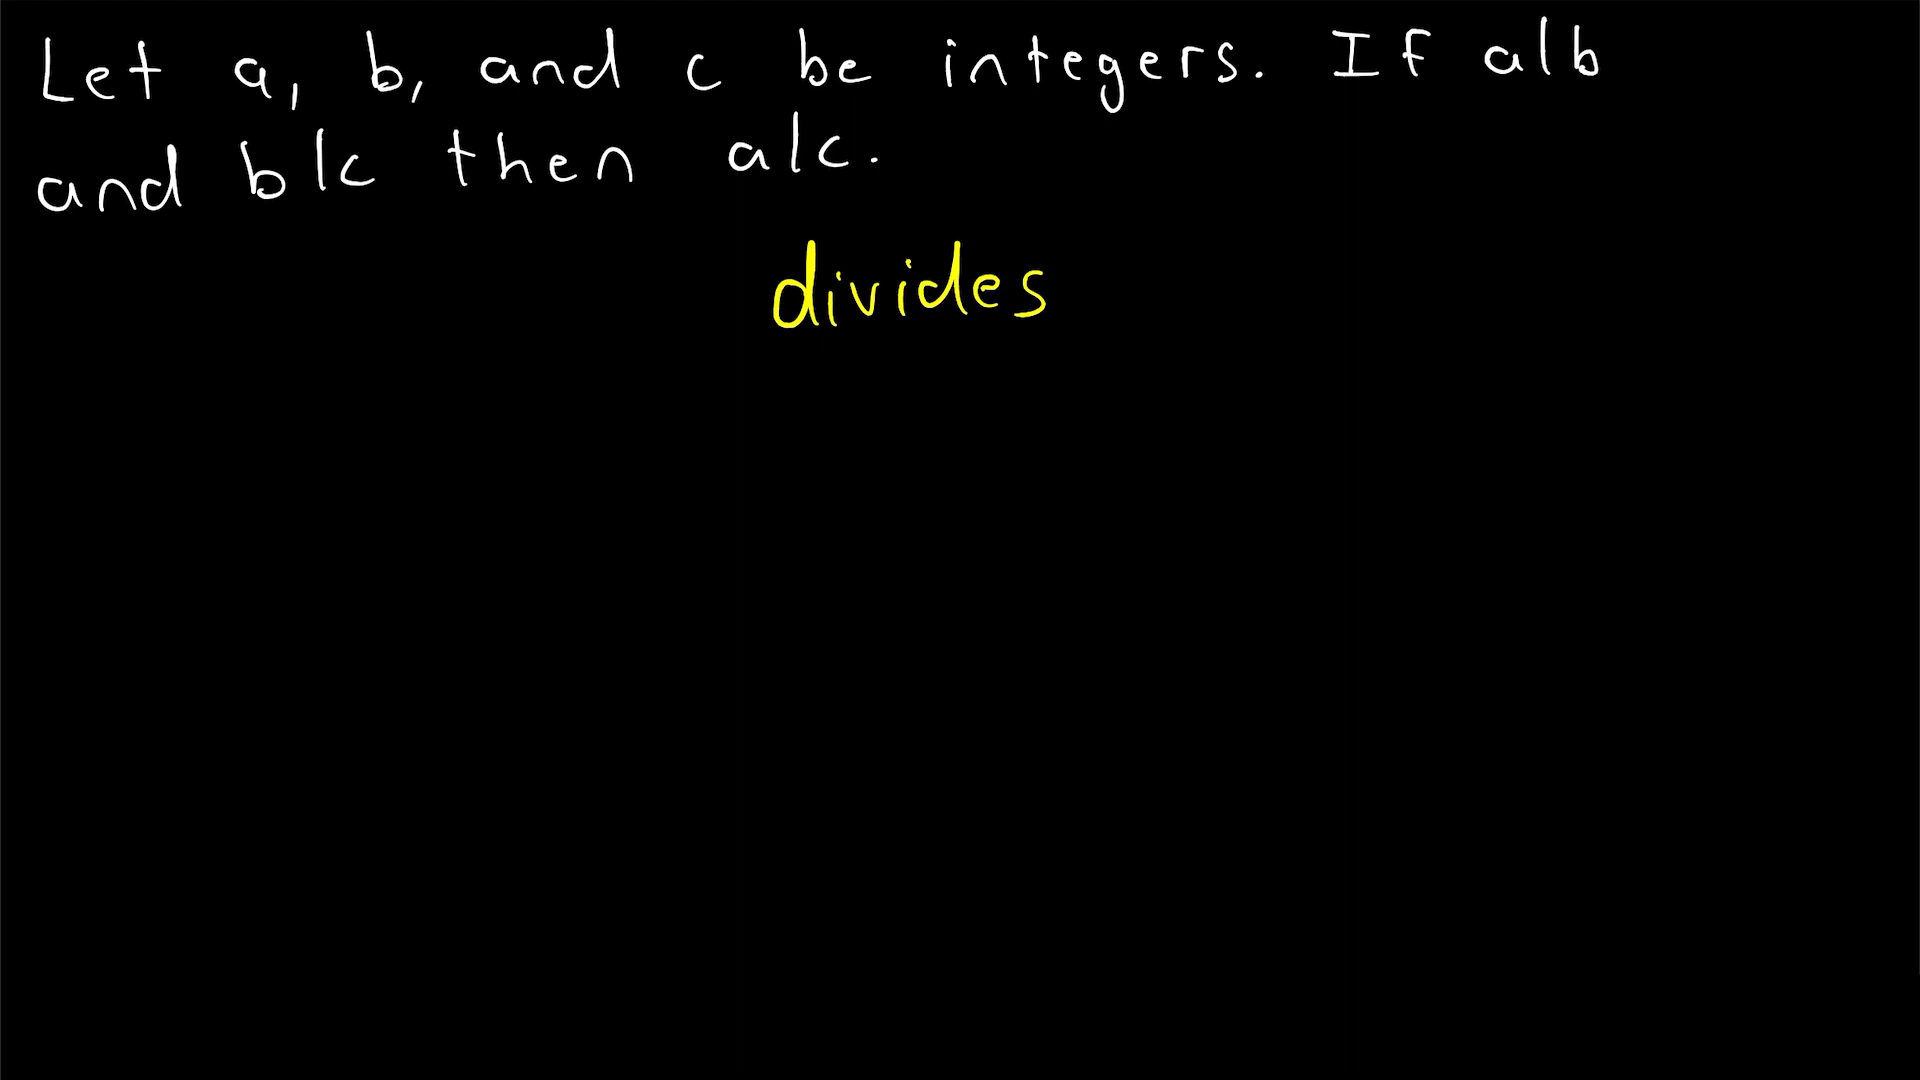 Let a, b, and c be integers. If a|b
and b|c then a|c.
divides